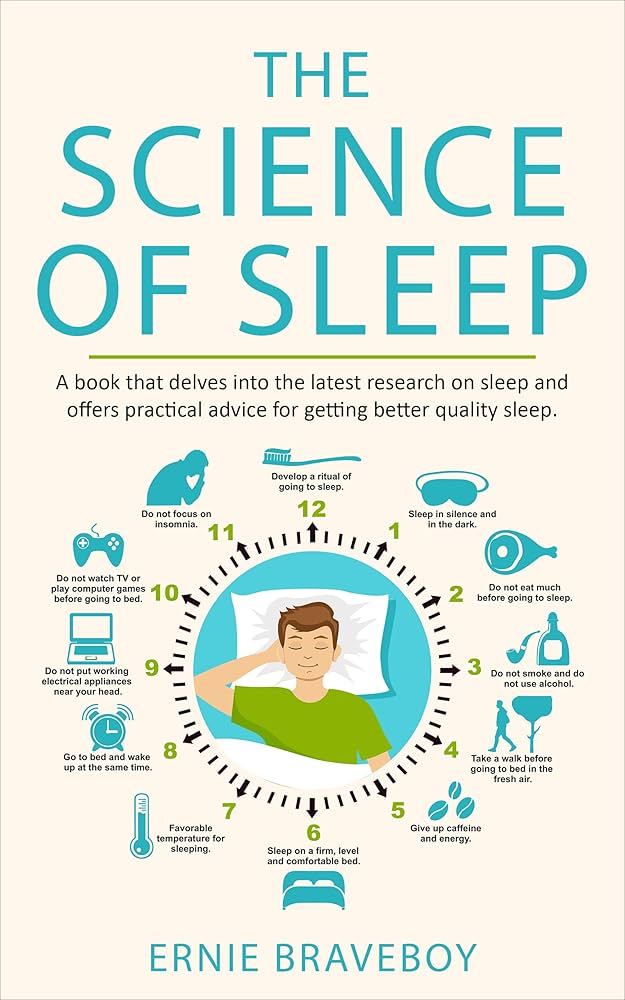 THE
SCIENCE
OF SLEEP
A book that delves into the latest research on sleep and
offers practical advice for getting better quality sleep.
Develop a ritual of
going to sleep.
12
Sleep in silence and
in the dark.
1
Do not eat much
before going to sleep.
2
Do not smoke and do
not use alcohol.
3
Take a walk before
going to bed in the
fresh air.
4
Give up caffeine
and energy.
5
6
Sleep on a firm, level
and comfortable bed.
7
Favorable
temperature for
sleeping.
8
Go to bed and wake
up at the same time.
9
Do not put working
electrical appliances
near your head.
10
Do not watch TV or
play computer games
before going to bed.
11
Do not focus on
insomnia.
ERNIE BRAVEBOY